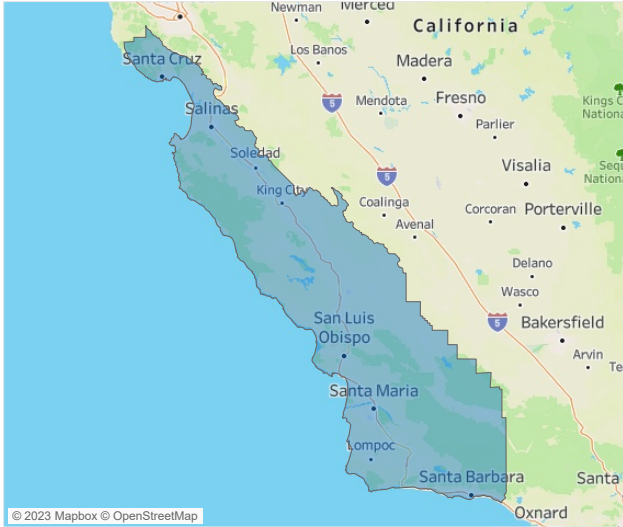 Newman
Merced
California
Los Banos
Santa Cruz
Madera
Mendota
Fresno
Kings C
National
Salinas
5
Parlier
Soledad
Visalia
Sequ
National
5
King City
Coalinga
Corcoran
Porterville
Avenal
Delano
Wasco
San Luis
Obispo
5
Bakersfield
Arvin
Te
Santa Maria
Lompoc
Santa Barbara
Santa
Oxnard
© 2023 Mapbox © OpenStreetMap